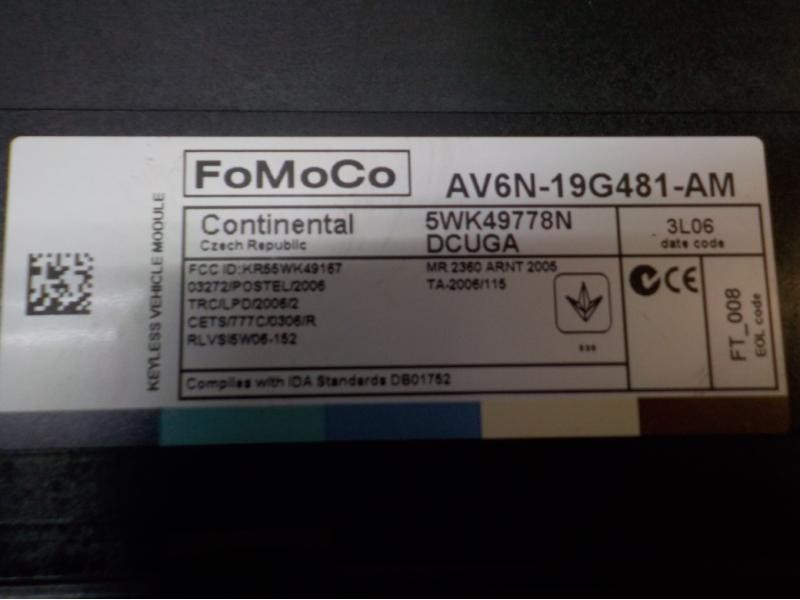 FoMoCo
AV6N-19G481-AM
Continental
Czech Republic
5WK49778N
DCUGA
3L06
date code
FCC ID:KR55WK49167
03272/POSTEL/2006
TRC/LPD/2006/2
CETS/777C/0306/R
RLVSI5W06-152
MR 2360 ARNT 2005
TA-2006/115
CE
FT_008
EOL code
Complies with IDA Standards DB01752
KEYLESS VEHICLE MODULE